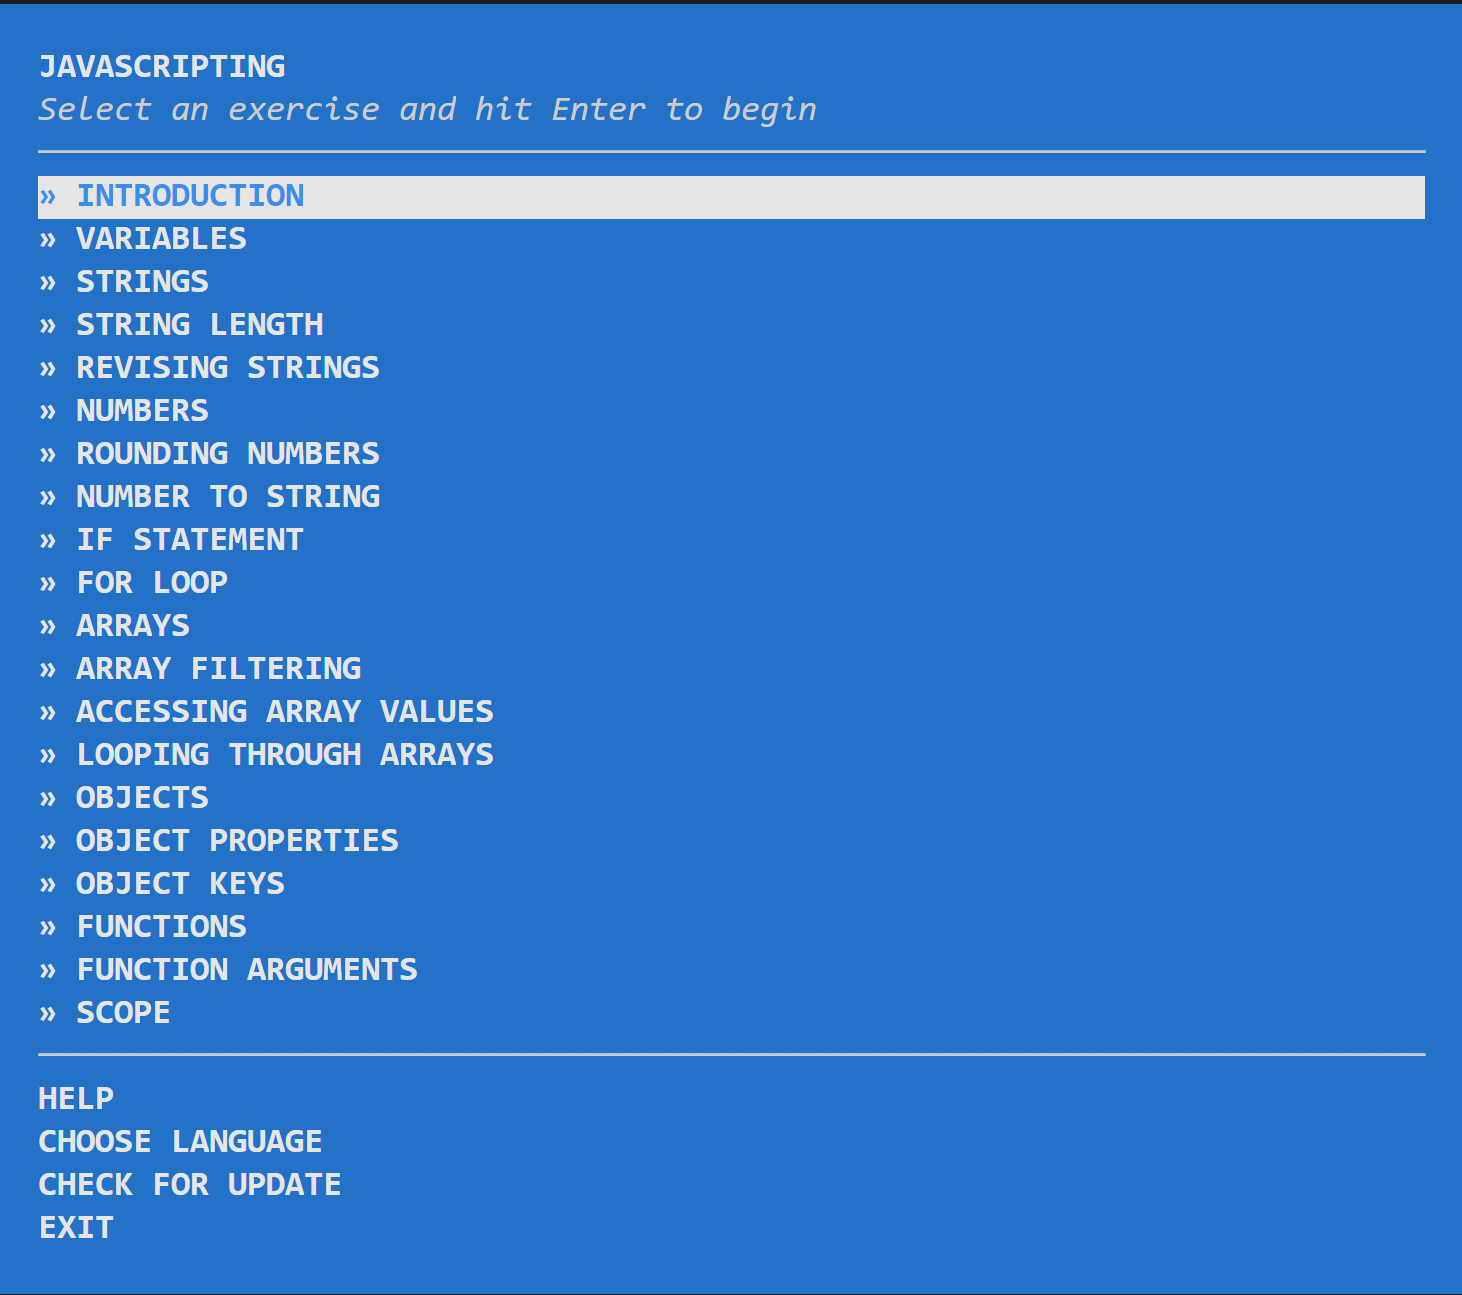 JAVASCRIPTING
Select an exercise and hit Enter to begin
» INTRODUCTION
» VARIABLES
» STRINGS
» STRING LENGTH
» REVISING STRINGS
» NUMBERS
» ROUNDING NUMBERS
» NUMBER TO STRING
» IF STATEMENT
» FOR LOOP
» ARRAYS
» ARRAY FILTERING
» ACCESSING ARRAY VALUES
» LOOPING THROUGH ARRAYS
» OBJECTS
» OBJECT PROPERTIES
» OBJECT KEYS
» FUNCTIONS
» FUNCTION ARGUMENTS
» SCOPE
HELP
CHOOSE LANGUAGE
CHECK FOR UPDATE
EXIT